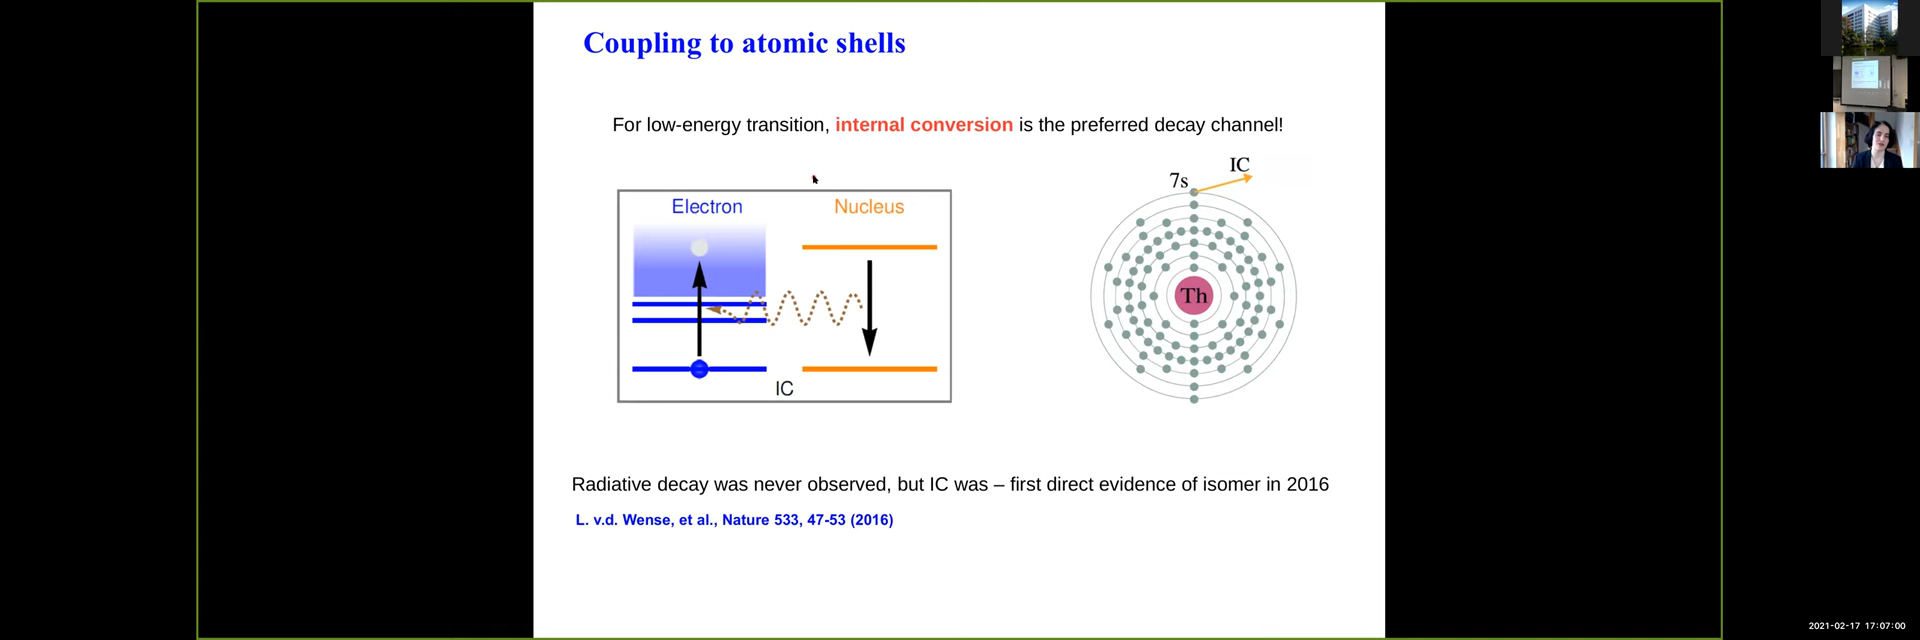 Coupling to atomic shells
For low-energy transition, internal conversion is the preferred decay channel!
Electron
Nucleus
IC
7s
IC
Th
Radiative decay was never observed, but IC was – first direct evidence of isomer in 2016
L. v.d. Wense, et al., Nature 533, 47-53 (2016)
2021-02-17 17:07:00